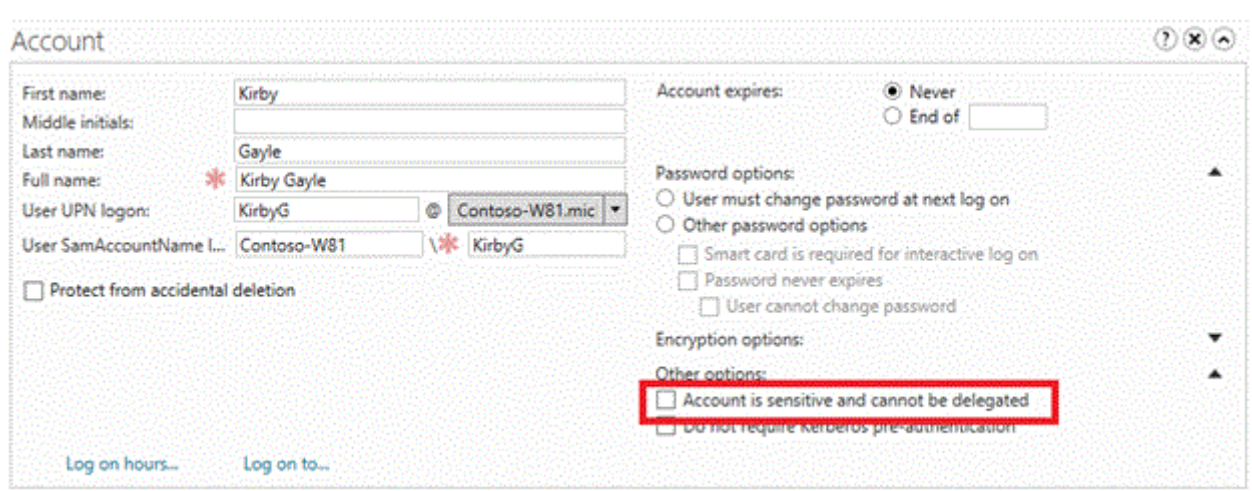 Account
First name: Kirby
Middle initials:
Last name: Gayle
Full name: * Kirby Gayle
User UPN logon: KirbyG @ Contoso-W81.mic
User SamAccountName l... Contoso-W81 \* KirbyG
Protect from accidental deletion
Log on hours... Log on to...
Account expires: Never
End of
Password options:
User must change password at next log on
Other password options
Smart card is required for interactive log on
Password never expires
User cannot change password
Encryption options:
Other options:
Account is sensitive and cannot be delegated
Do not require Kerberos pre-authentication